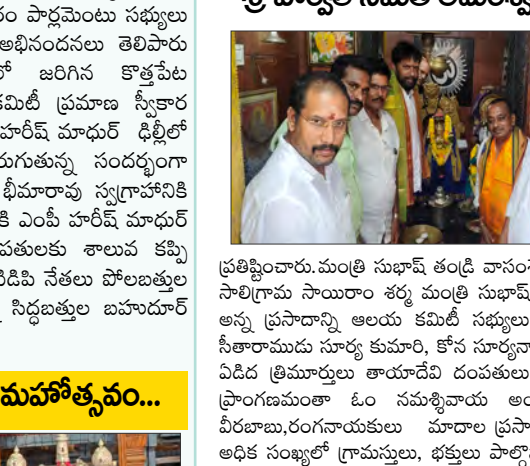 రం పార్లమెంటు సభ్యులు
అభినందనలు తెలిపారు
లో జరిగిన కొత్తపేట
కమిటీ ప్రమాణ స్వీకార
హరీష్ మాధుర్ ఢిల్లీలో
రుగుతున్న సందర్భంగా
భీమారావు స్వగ్రాహానికి
కి ఎంపీ హరీష్ మాధుర్
పతులకు శాలువ కప్పి
టిడిపి నేతలు పోలబత్తుల
సిద్ధబత్తుల బహుదూర్
మహోత్సవం...
ప్రతిష్టించారు.మంత్రి సుభాష్ తండ్రి వాసం
సాలిగ్రామ సాయిరాం శర్మ మంత్రి సుభాష్
అన్న ప్రసాదాన్ని ఆలయ కమిటీ సభ్యులు
సీతారాముడు సూర్య కుమారి, కోన సూర్యనా
ఏడిద త్రిమూర్తులు తాయాదేవి దంపతులు
ప్రాంగణమంతా ఓం నమశ్శివాయ అం
వీరబాబు,రంగనాయకులు మాదాల ప్రసా
అధిక సంఖ్యలో గ్రామస్తులు, భక్తులు పాల్గొ